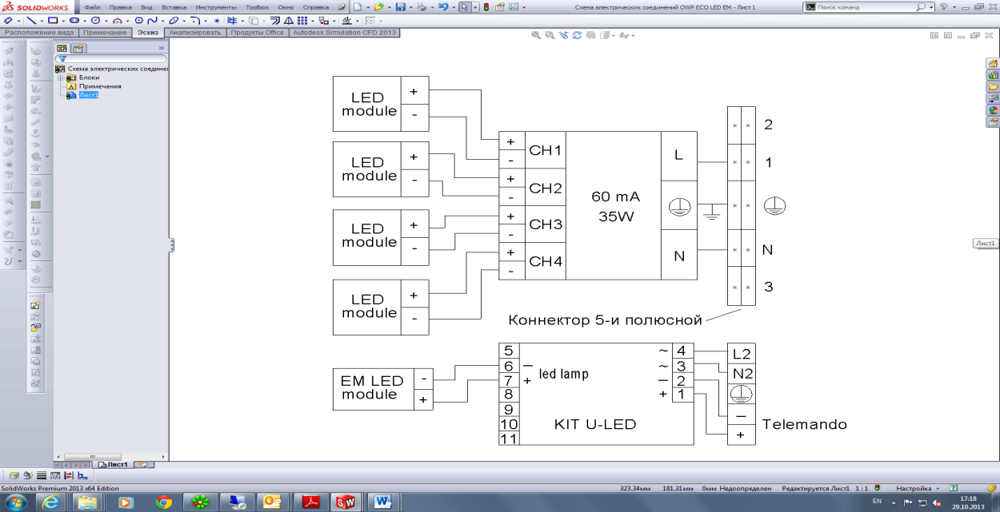 SOLIDWORKS Файл Правка Вид Вставка Инструменты Toolbox Окно Справка Схема электрических соединений OWP ECO LED EM - Лист1 Поиск команд
Расположение вида Примечание Эскиз Анализировать Продукты Office Autodesk Simulation CFD 2013
Схема электрических соединен
Блоки
Примечания
Лист1
LED
module
+
-
LED
module
+
-
LED
module
+
-
LED
module
+
-
+
-
CH1
+
-
CH2
+
-
CH3
+
-
CH4
60 mA
35W
L
N
2
1
N
3
Коннектор 5-и полюсной
EM LED
module
-
+
5
6 –
7 +
8
9
10
11
led lamp
KIT U-LED
~ 4
~ 3
– 2
+ 1
L2
N2
–
+
Telemando
Лист1
Лист1
SolidWorks Premium 2013 x64 Edition 323.34мм 181.31мм 0мм Недоопределен Редактируется Лист1 1 : 1 Настройка
EN 17:18
29.10.2013